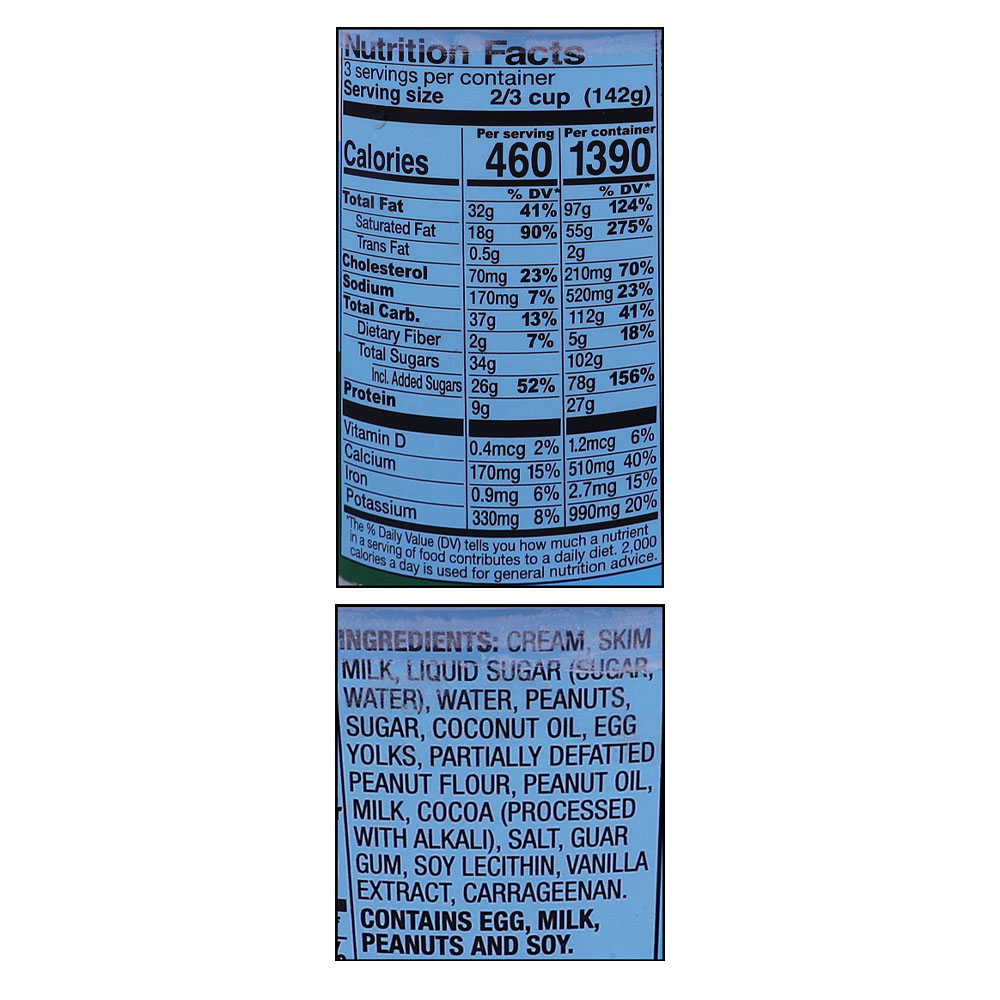 Nutrition Facts
3 servings per container
Serving size 2/3 cup (142g)
Per serving Per container
Calories 460 1390
% DV* % DV*
Total Fat 32g 41% 97g 124%
Saturated Fat 18g 90% 55g 275%
Trans Fat 0.5g 2g
Cholesterol 70mg 23% 210mg 70%
Sodium 170mg 7% 520mg 23%
Total Carb. 37g 13% 112g 41%
Dietary Fiber 2g 7% 5g 18%
Total Sugars 34g 102g
Incl. Added Sugars 26g 52% 78g 156%
Protein 9g 27g
Vitamin D 0.4mcg 2% 1.2mcg 6%
Calcium 170mg 15% 510mg 40%
Iron 0.9mg 6% 2.7mg 15%
Potassium 330mg 8% 990mg 20%
*The % Daily Value (DV) tells you how much a nutrient
in a serving of food contributes to a daily diet. 2,000
calories a day is used for general nutrition advice.
INGREDIENTS: CREAM, SKIM
MILK, LIQUID SUGAR (SUGAR,
WATER), WATER, PEANUTS,
SUGAR, COCONUT OIL, EGG
YOLKS, PARTIALLY DEFATTED
PEANUT FLOUR, PEANUT OIL,
MILK, COCOA (PROCESSED
WITH ALKALI), SALT, GUAR
GUM, SOY LECITHIN, VANILLA
EXTRACT, CARRAGEENAN.
CONTAINS EGG, MILK,
PEANUTS AND SOY.